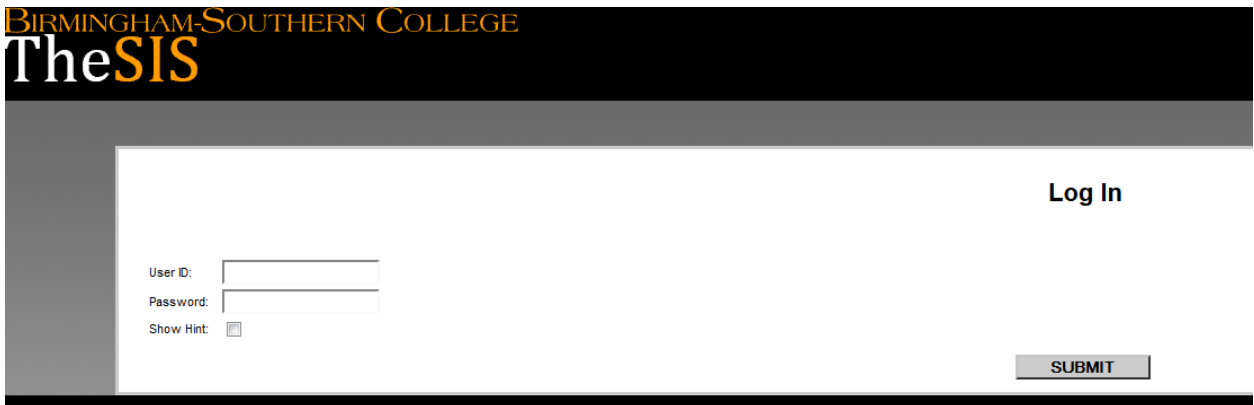 BIRMINGHAM-SOUTHERN COLLEGE
TheSIS
Log In
User ID:
Password:
Show Hint:
SUBMIT